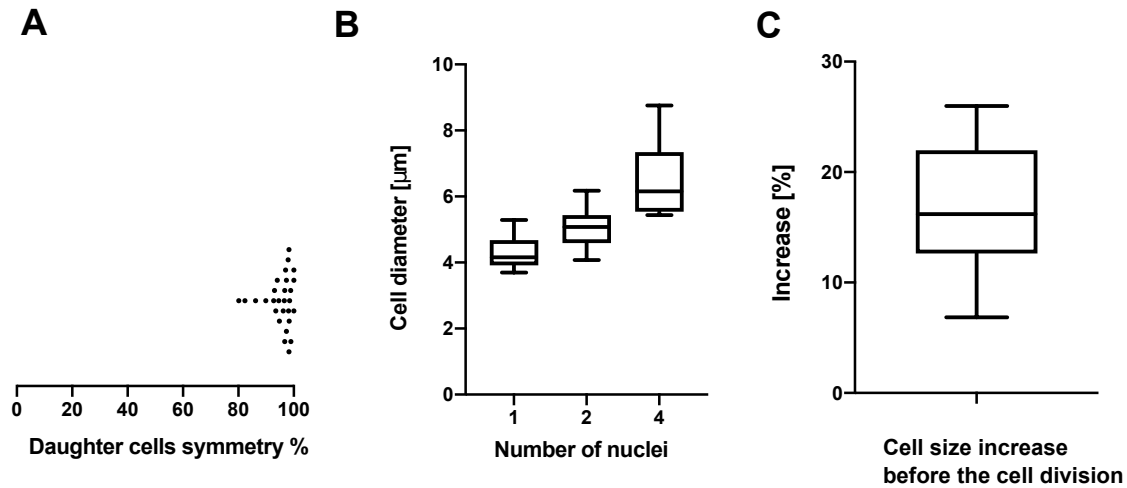 A
0
20
40
60
80
100
Daughter cells symmetry %
B
Cell diameter [μm]
10
8
6
4
2
0
1
2
4
Number of nuclei
C
Increase [%]
30
20
10
0
Cell size increase
before the cell division